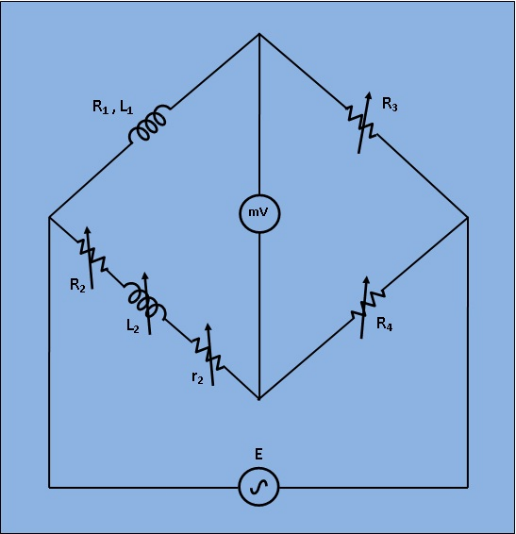 R₁, L₁
R₃
mV
R₂
L₂
R₄
r₂
E